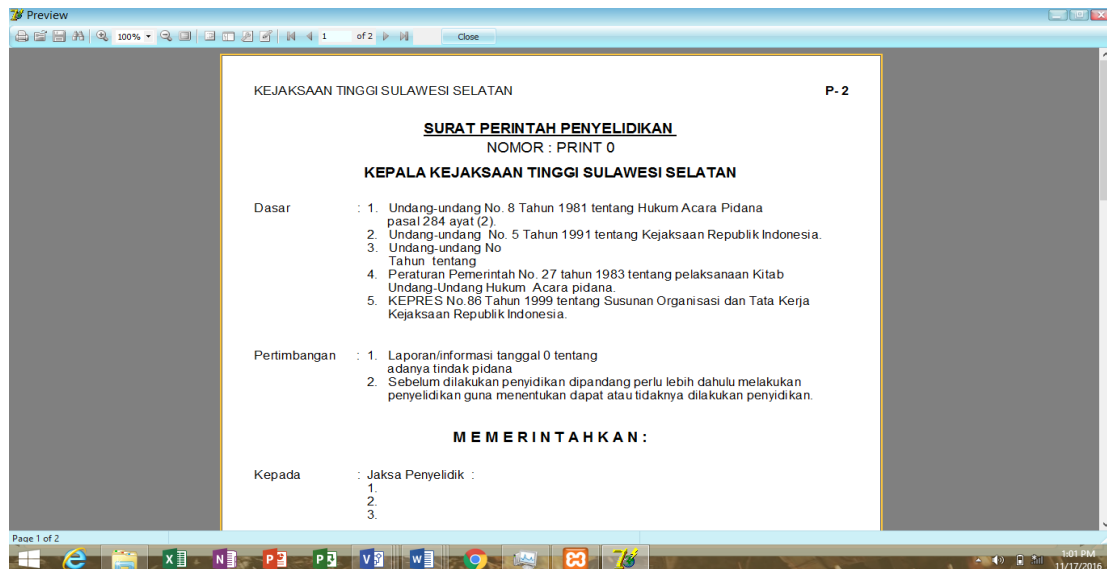 Preview
100%
1 of 2
Close
KEJAKSAAN TINGGI SULAWESI SELATAN P- 2
SURAT PERINTAH PENYELIDIKAN
NOMOR : PRINT 0
KEPALA KEJAKSAAN TINGGI SULAWESI SELATAN
Dasar : 1. Undang-undang No. 8 Tahun 1981 tentang Hukum Acara Pidana
pasal 284 ayat (2).
2. Undang-undang No. 5 Tahun 1991 tentang Kejaksaan Republik Indonesia.
3. Undang-undang No
Tahun tentang
4. Peraturan Pemerintah No. 27 tahun 1983 tentang pelaksanaan Kitab
Undang-Undang Hukum Acara pidana.
5. KEPRES No.86 Tahun 1999 tentang Susunan Organisasi dan Tata Kerja
Kejaksaan Republik Indonesia.
Pertimbangan : 1. Laporan/informasi tanggal 0 tentang
adanya tindak pidana
2. Sebelum dilakukan penyidikan dipandang perlu lebih dahulu melakukan
penyelidikan guna menentukan dapat atau tidaknya dilakukan penyidikan.
M E M E R I N T A H K A N :
Kepada : Jaksa Penyelidik :
1.
2.
3.
Page 1 of 2
1:01 PM
11/17/2016